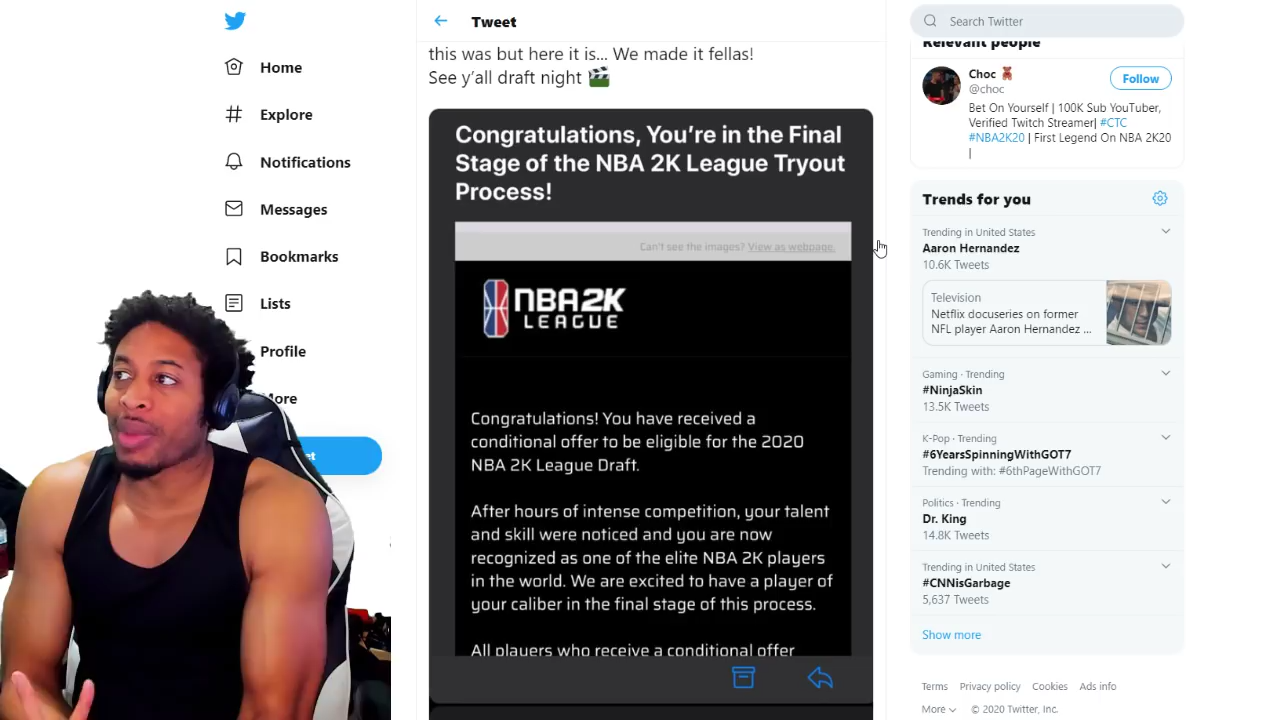 Home
Explore
Notifications
Messages
Bookmarks
Lists
Profile
ore
et
Tweet
this was but here it is... We made it fellas!
See y'all draft night 🎬
Congratulations, You're in the Final
Stage of the NBA 2K League Tryout
Process!
Can't see the images? View as webpage.
NBA2K
LEAGUE
Congratulations! You have received a
conditional offer to be eligible for the 2020
NBA 2K League Draft.
After hours of intense competition, your talent
and skill were noticed and you are now
recognized as one of the elite NBA 2K players
in the world. We are excited to have a player of
your caliber in the final stage of this process.
All players who receive a conditional offer
Search Twitter
Relevant people
Choc 🧸
@choc
Follow
Bet On Yourself | 100K Sub YouTuber,
Verified Twitch Streamer| #CTC
#NBA2K20 | First Legend On NBA 2K20
|
Trends for you
Trending in United States
Aaron Hernandez
10.6K Tweets
Television
Netflix docuseries on former
NFL player Aaron Hernandez ...
Gaming · Trending
#NinjaSkin
13.5K Tweets
K-Pop · Trending
#6YearsSpinningWithGOT7
Trending with: #6thPageWithGOT7
Politics · Trending
Dr. King
14.8K Tweets
Trending in United States
#CNNisGarbage
5,637 Tweets
Show more
Terms Privacy policy Cookies Ads info
More © 2020 Twitter, Inc.